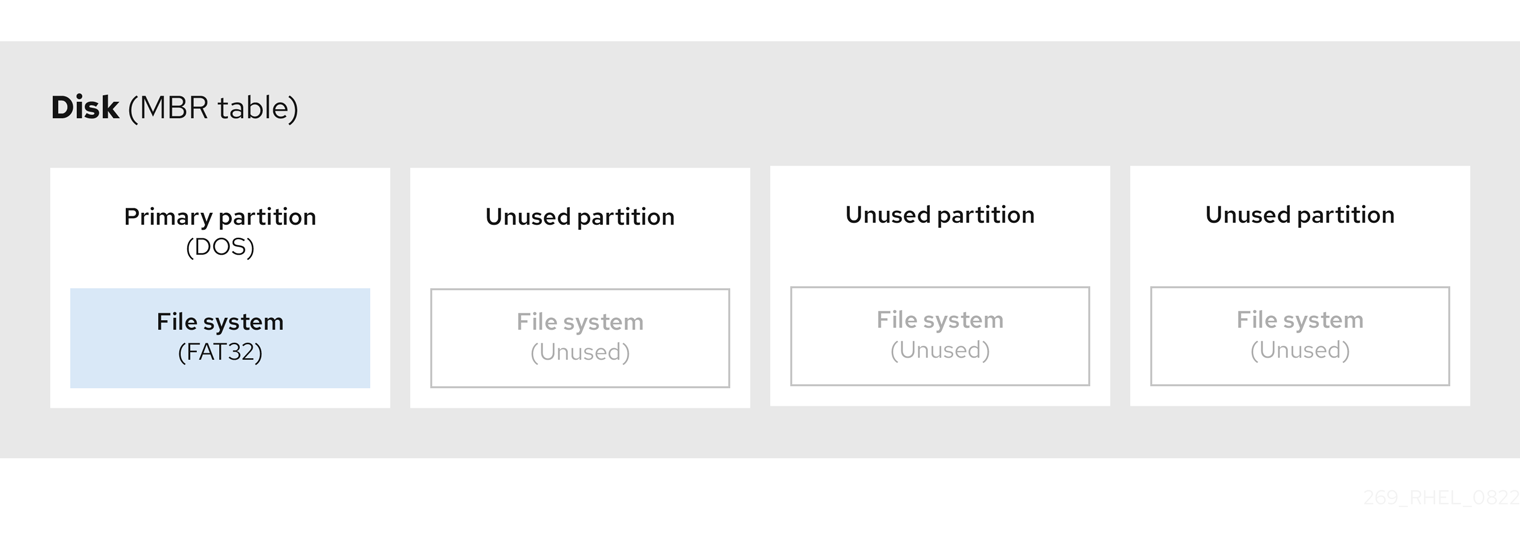 Disk (MBR table)
Primary partition
(DOS)
File system
(FAT32)
Unused partition
File system
(Unused)
Unused partition
File system
(Unused)
Unused partition
File system
(Unused)
269_RHEL_0822